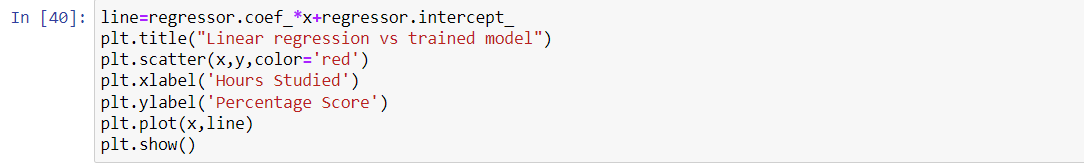 In [40]: line=regressor.coef_*x+regressor.intercept_
plt.title("Linear regression vs trained model")
plt.scatter(x,y,color='red')
plt.xlabel('Hours Studied')
plt.ylabel('Percentage Score')
plt.plot(x,line)
plt.show()